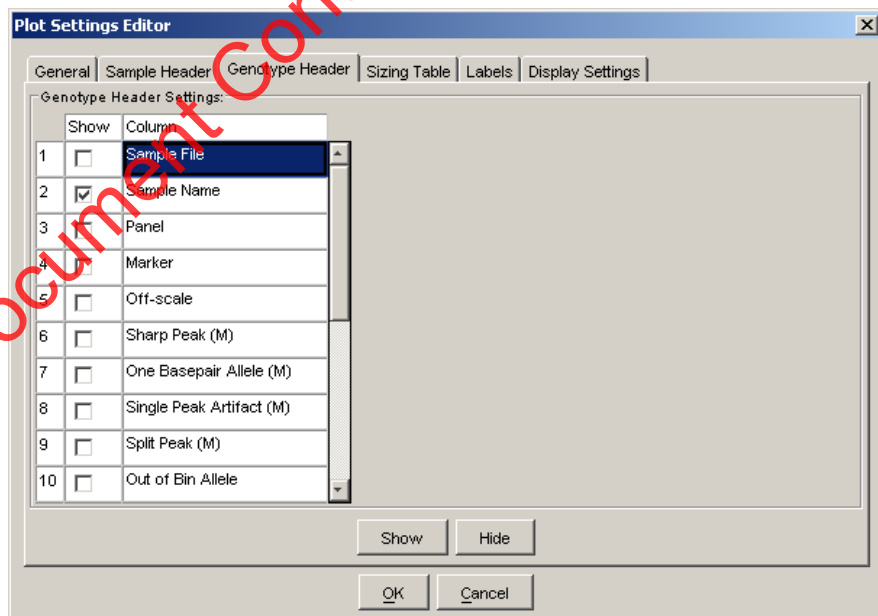 Plot Settings Editor
General Sample Header Genotype Header Sizing Table Labels Display Settings
Genotype Header Settings:
Show Column
1 Sample File
2 Sample Name
3 Panel
4 Marker
5 Off-scale
6 Sharp Peak (M)
7 One Basepair Allele (M)
8 Single Peak Artifact (M)
9 Split Peak (M)
10 Out of Bin Allele
Show Hide
OK Cancel
ocument Con